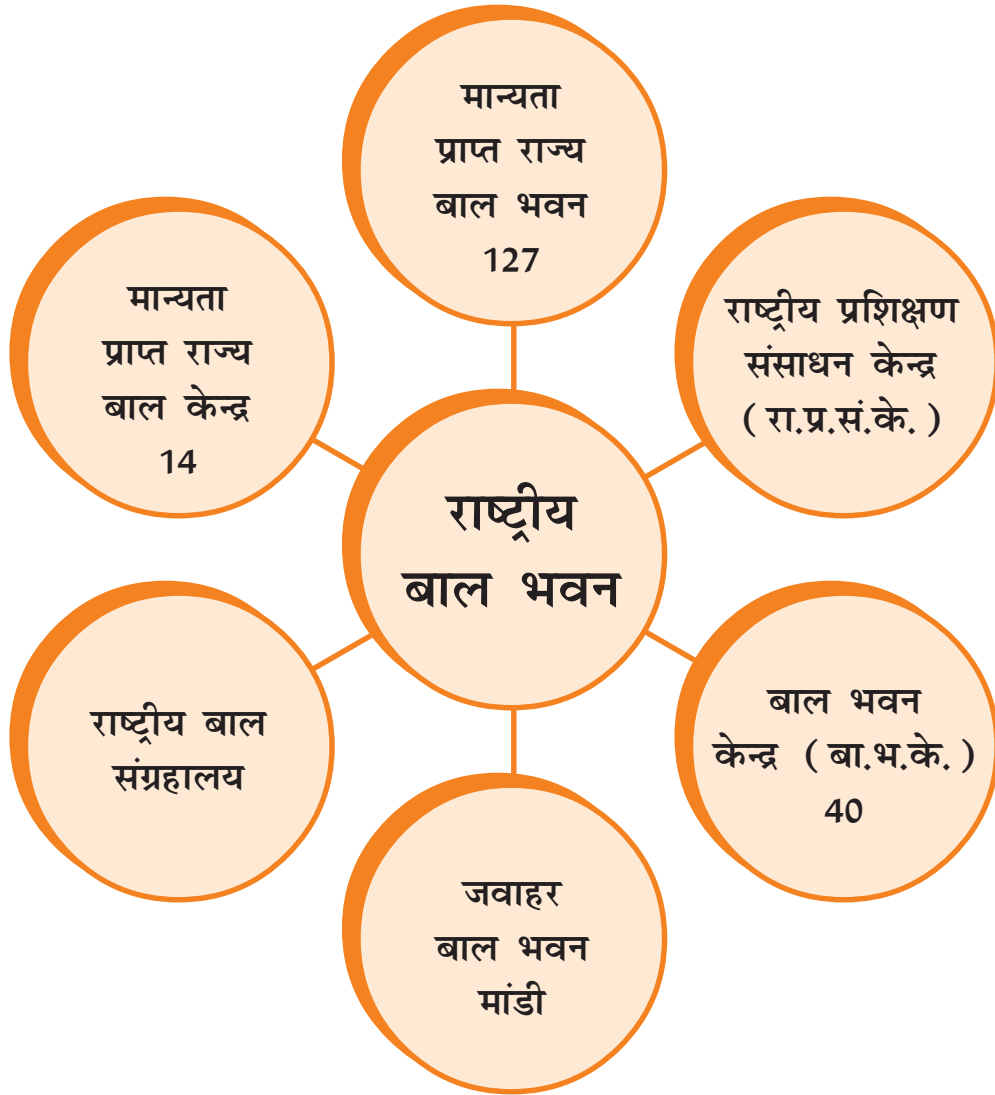 मान्यता
प्राप्त राज्य
बाल भवन
127
मान्यता
प्राप्त राज्य
बाल केन्द्र
14
राष्ट्रीय प्रशिक्षण
संसाधन केन्द्र
( रा.प्र.सं.के. )
राष्ट्रीय
बाल भवन
राष्ट्रीय बाल
संग्रहालय
बाल भवन
केन्द्र ( बा.भ.के. )
40
जवाहर
बाल भवन
मांडी